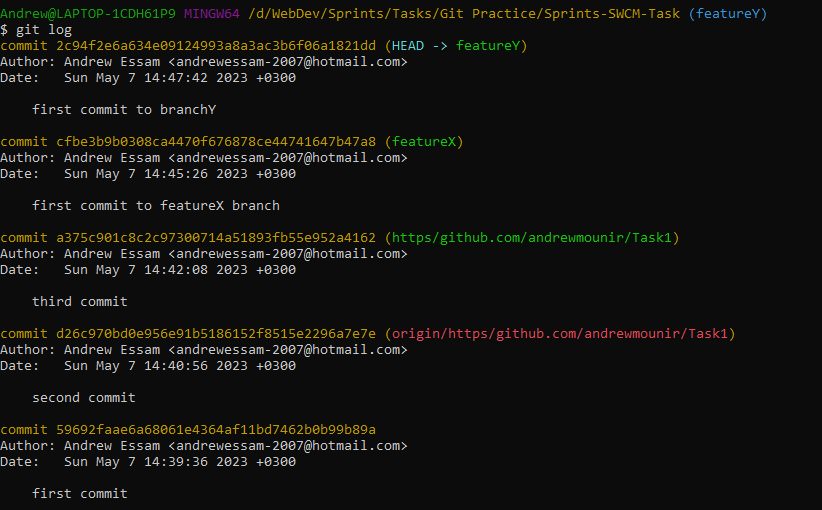 Andrew@LAPTOP-1CDH61P9 MINGW64 /d/WebDev/Sprints/Tasks/Git Practice/Sprints-SWCM-Task (featureY)
$ git log
commit 2c94f2e6a634e09124993a8a3ac3b6f06a1821dd (HEAD -> featureY)
Author: Andrew Essam <andrewessam-2007@hotmail.com>
Date:   Sun May 7 14:47:42 2023 +0300
first commit to branchY
commit cfbe3b9b0308ca4470f676878ce44741647b47a8 (featureX)
Author: Andrew Essam <andrewessam-2007@hotmail.com>
Date:   Sun May 7 14:45:26 2023 +0300
first commit to featureX branch
commit a375c901c8c2c97300714a51893fb55e952a4162 (https/github.com/andrewmounir/Task1)
Author: Andrew Essam <andrewessam-2007@hotmail.com>
Date:   Sun May 7 14:42:08 2023 +0300
third commit
commit d26c970bd0e956e91b5186152f8515e2296a7e7e (origin/https/github.com/andrewmounir/Task1)
Author: Andrew Essam <andrewessam-2007@hotmail.com>
Date:   Sun May 7 14:40:56 2023 +0300
second commit
commit 59692faae6a68061e4364af11bd7462b0b99b89a
Author: Andrew Essam <andrewessam-2007@hotmail.com>
Date:   Sun May 7 14:39:36 2023 +0300
first commit